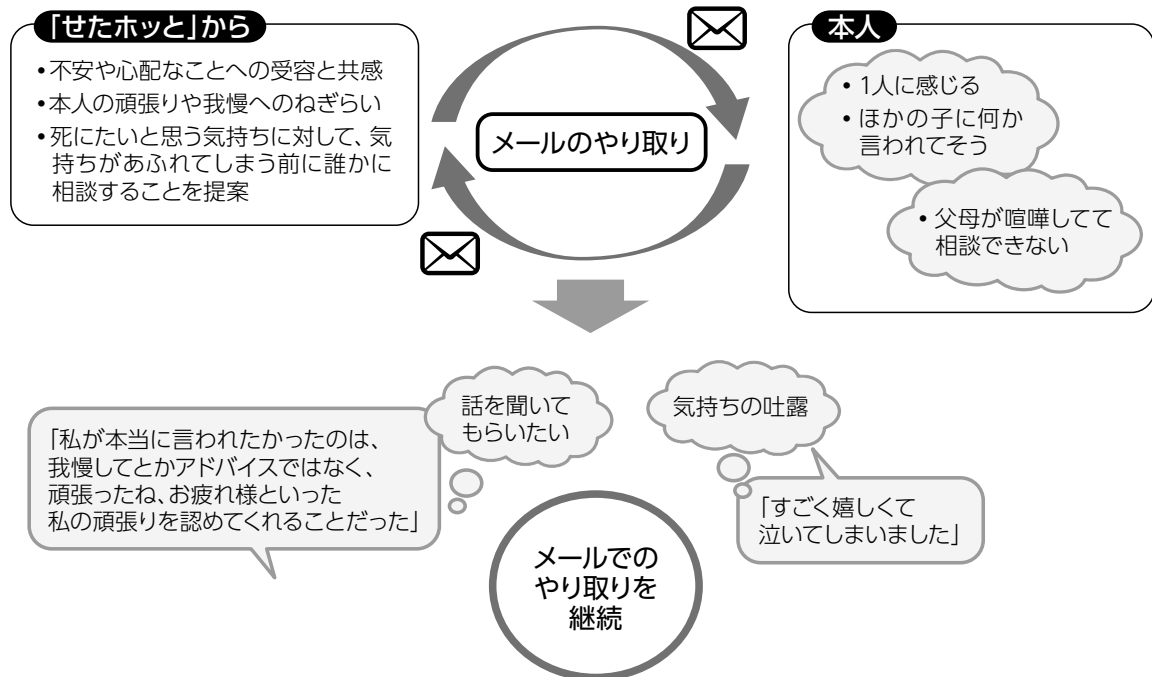 「せたホッと」から
•不安や心配なことへの受容と共感
•本人の頑張りや我慢へのねぎらい
•死にたいと思う気持ちに対して、気
持ちがあふれてしまう前に誰かに
相談することを提案
メールのやり取り
本人
• 1人に感じる
• ほかの子に何か
言われてそう
• 父母が喧嘩してて
相談できない
話を聞いて
もらいたい
気持ちの吐露
「私が本当に言われたかったのは、
我慢してとかアドバイスではなく、
頑張ったね、お疲れ様といった
私の頑張りを認めてくれることだった」
「すごく嬉しくて
泣いてしまいました」
メールでの
やり取りを
継続